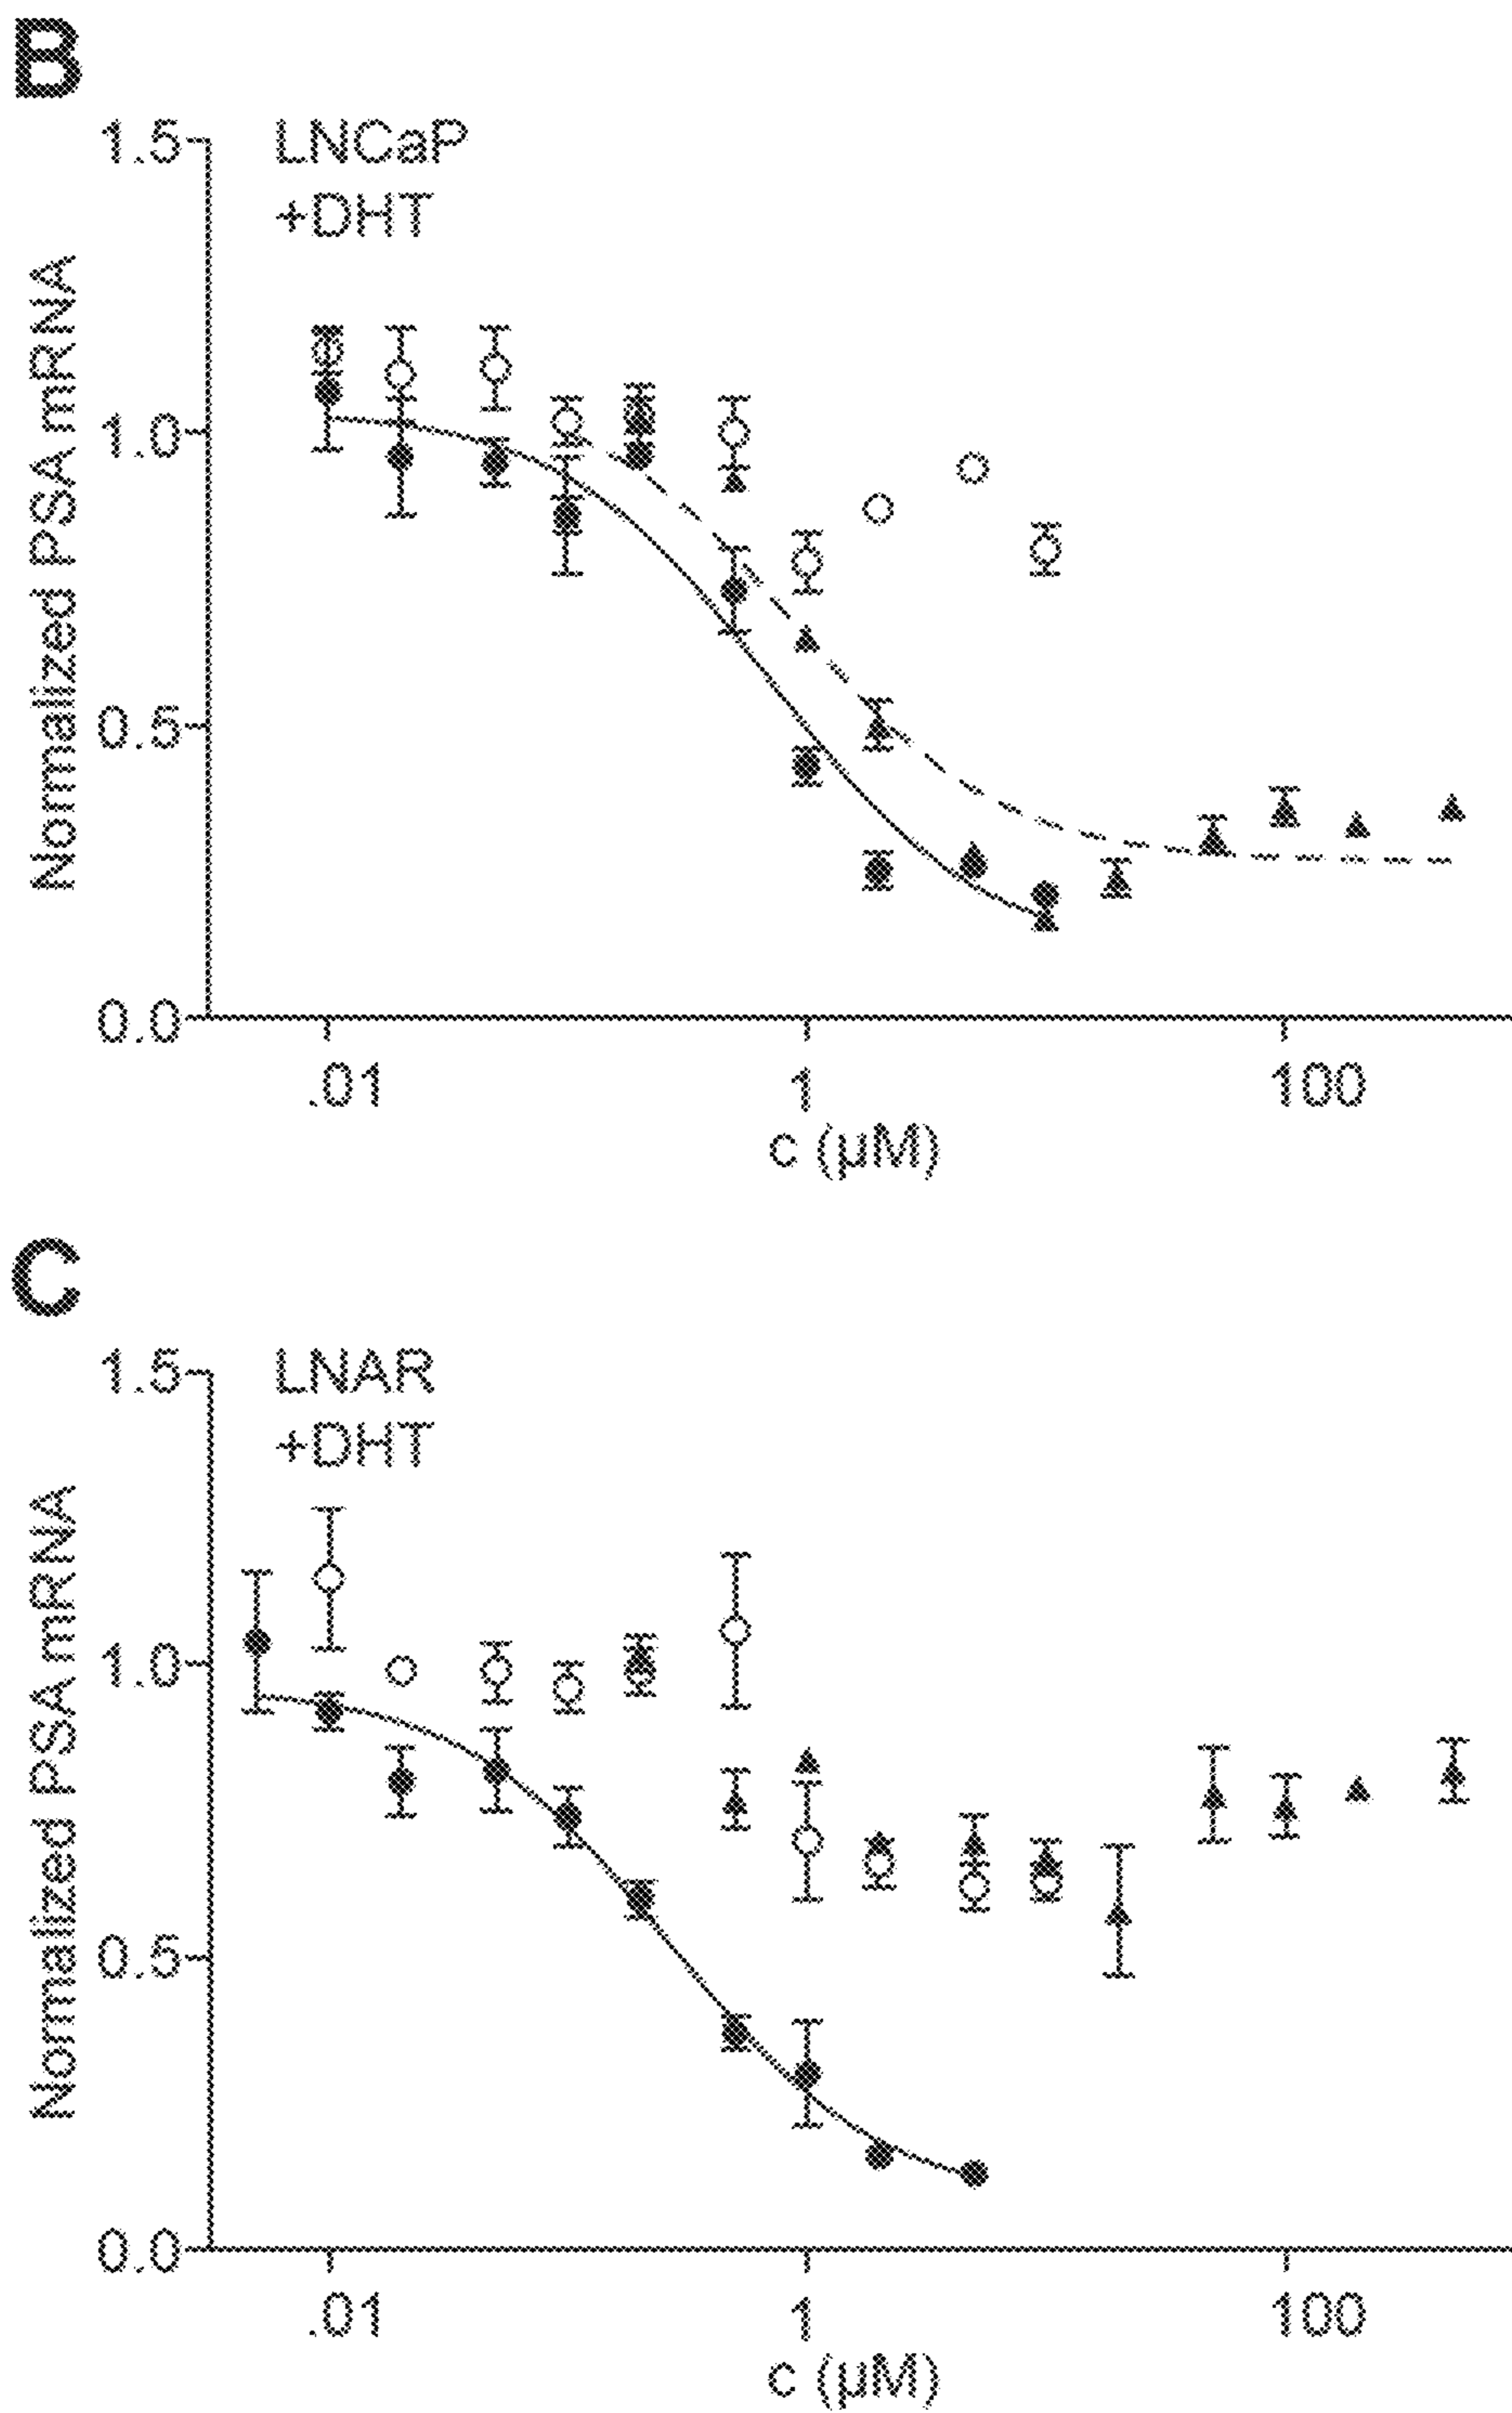 B
1.5
LNCaP
+DHT
Normalized PSA mRNA
1.0
0.5
0.0
.01
1
100
c (µM)
C
1.5
LNAR
+DHT
Normalized PSA mRNA
1.0
0.5
0.0
.01
1
100
c (µM)